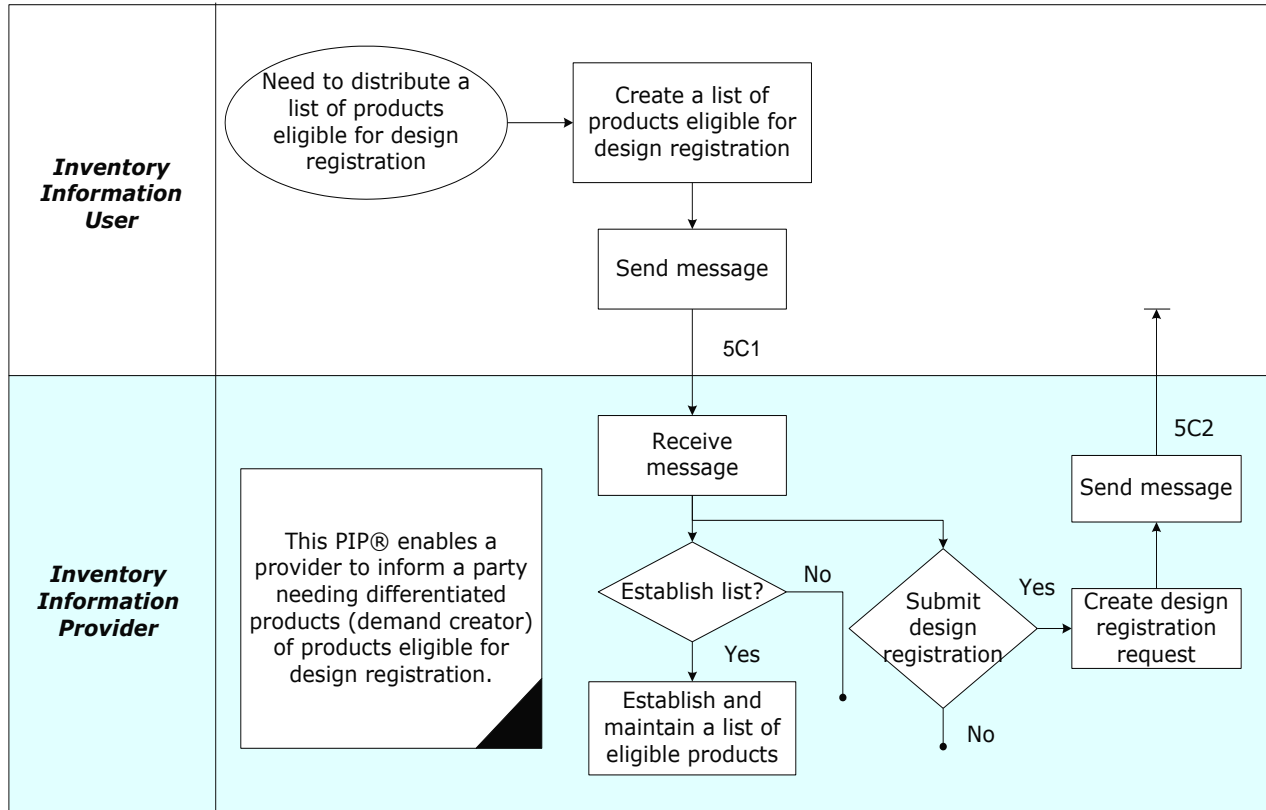 Inventory
Information
User
Need to distribute a
list of products
eligible for design
registration
Create a list of
products eligible for
design registration
Send message
5C1
Inventory
Information
Provider
This PIP® enables a
provider to inform a party
needing differentiated
products (demand creator)
of products eligible for
design registration.
Receive
message
Establish list?
No
Yes
Establish and
maintain a list of
eligible products
Submit
design
registration
Yes
No
Create design
registration
request
Send message
5C2